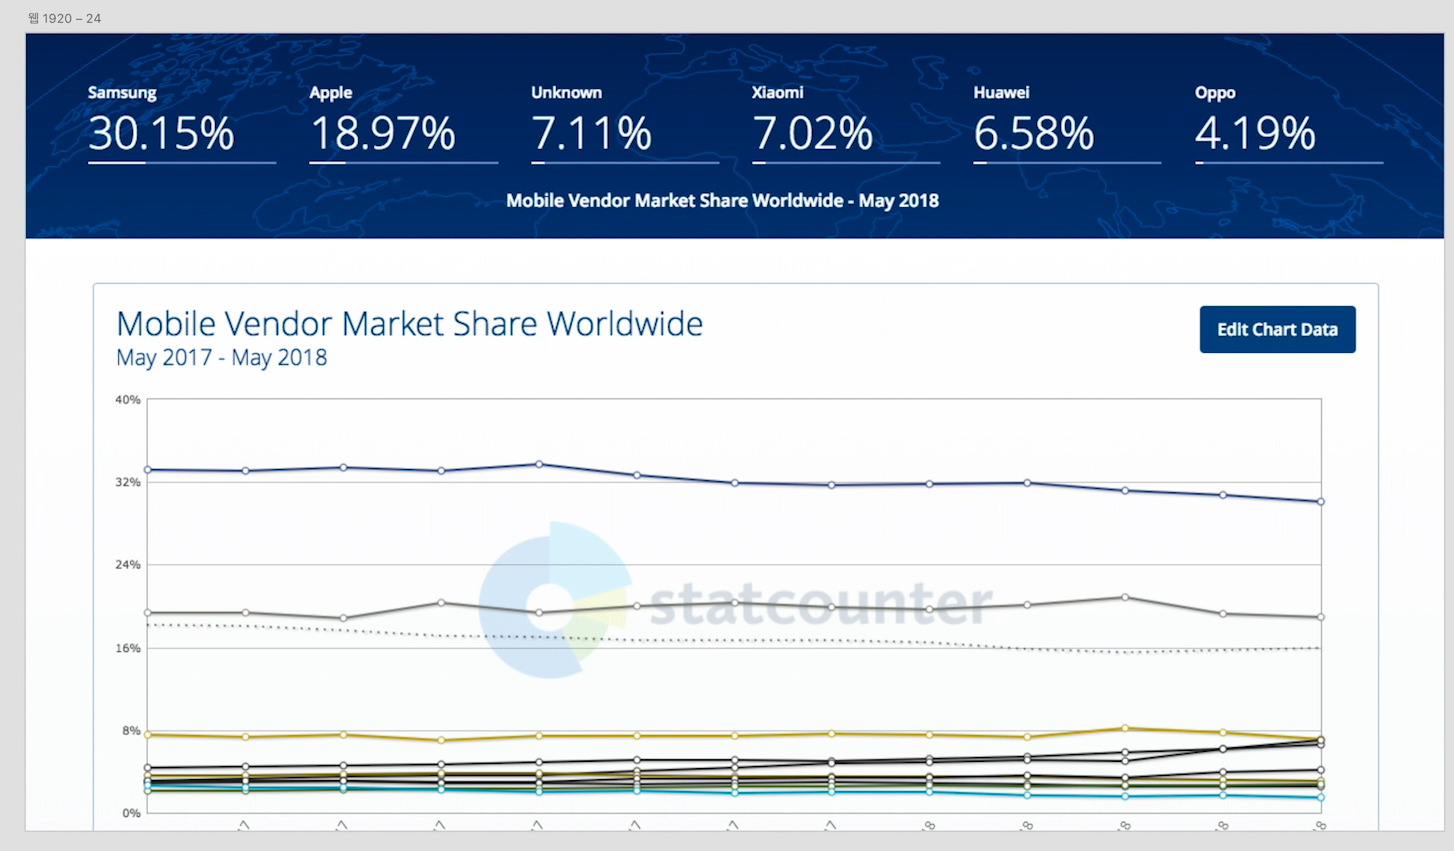 웹 1920 – 24
Samsung Apple Unknown Xiaomi Huawei Oppo
30.15% 18.97% 7.11% 7.02% 6.58% 4.19%
Mobile Vendor Market Share Worldwide - May 2018
Mobile Vendor Market Share Worldwide
Edit Chart Data
May 2017 - May 2018
40%
32%
24%
statcounter
16%
8%
0%